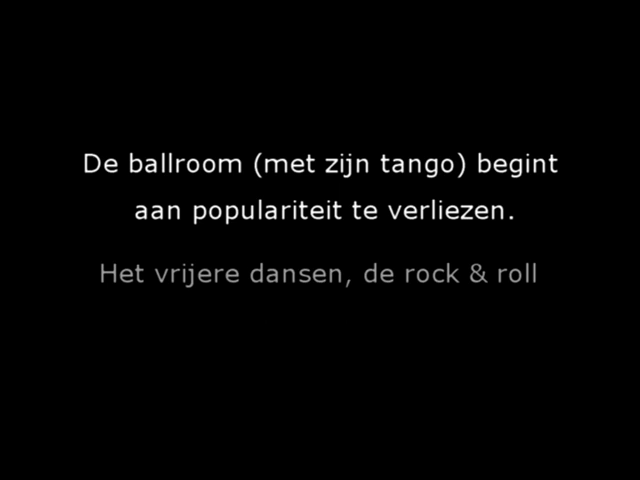 De ballroom (met zijn tango) begint
aan populariteit te verliezen.
Het vrijere dansen, de rock & roll